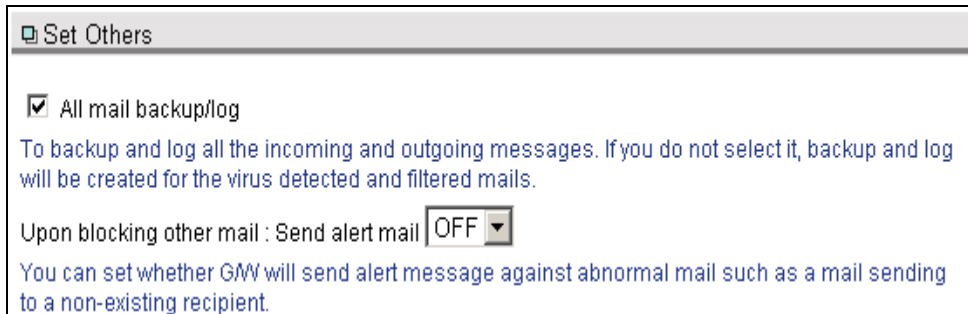 Set Others
All mail backup/log
To backup and log all the incoming and outgoing messages. If you do not select it, backup and log
will be created for the virus detected and filtered mails.
Upon blocking other mail : Send alert mail OFF
You can set whether G/W will send alert message against abnormal mail such as a mail sending
to a non-existing recipient.